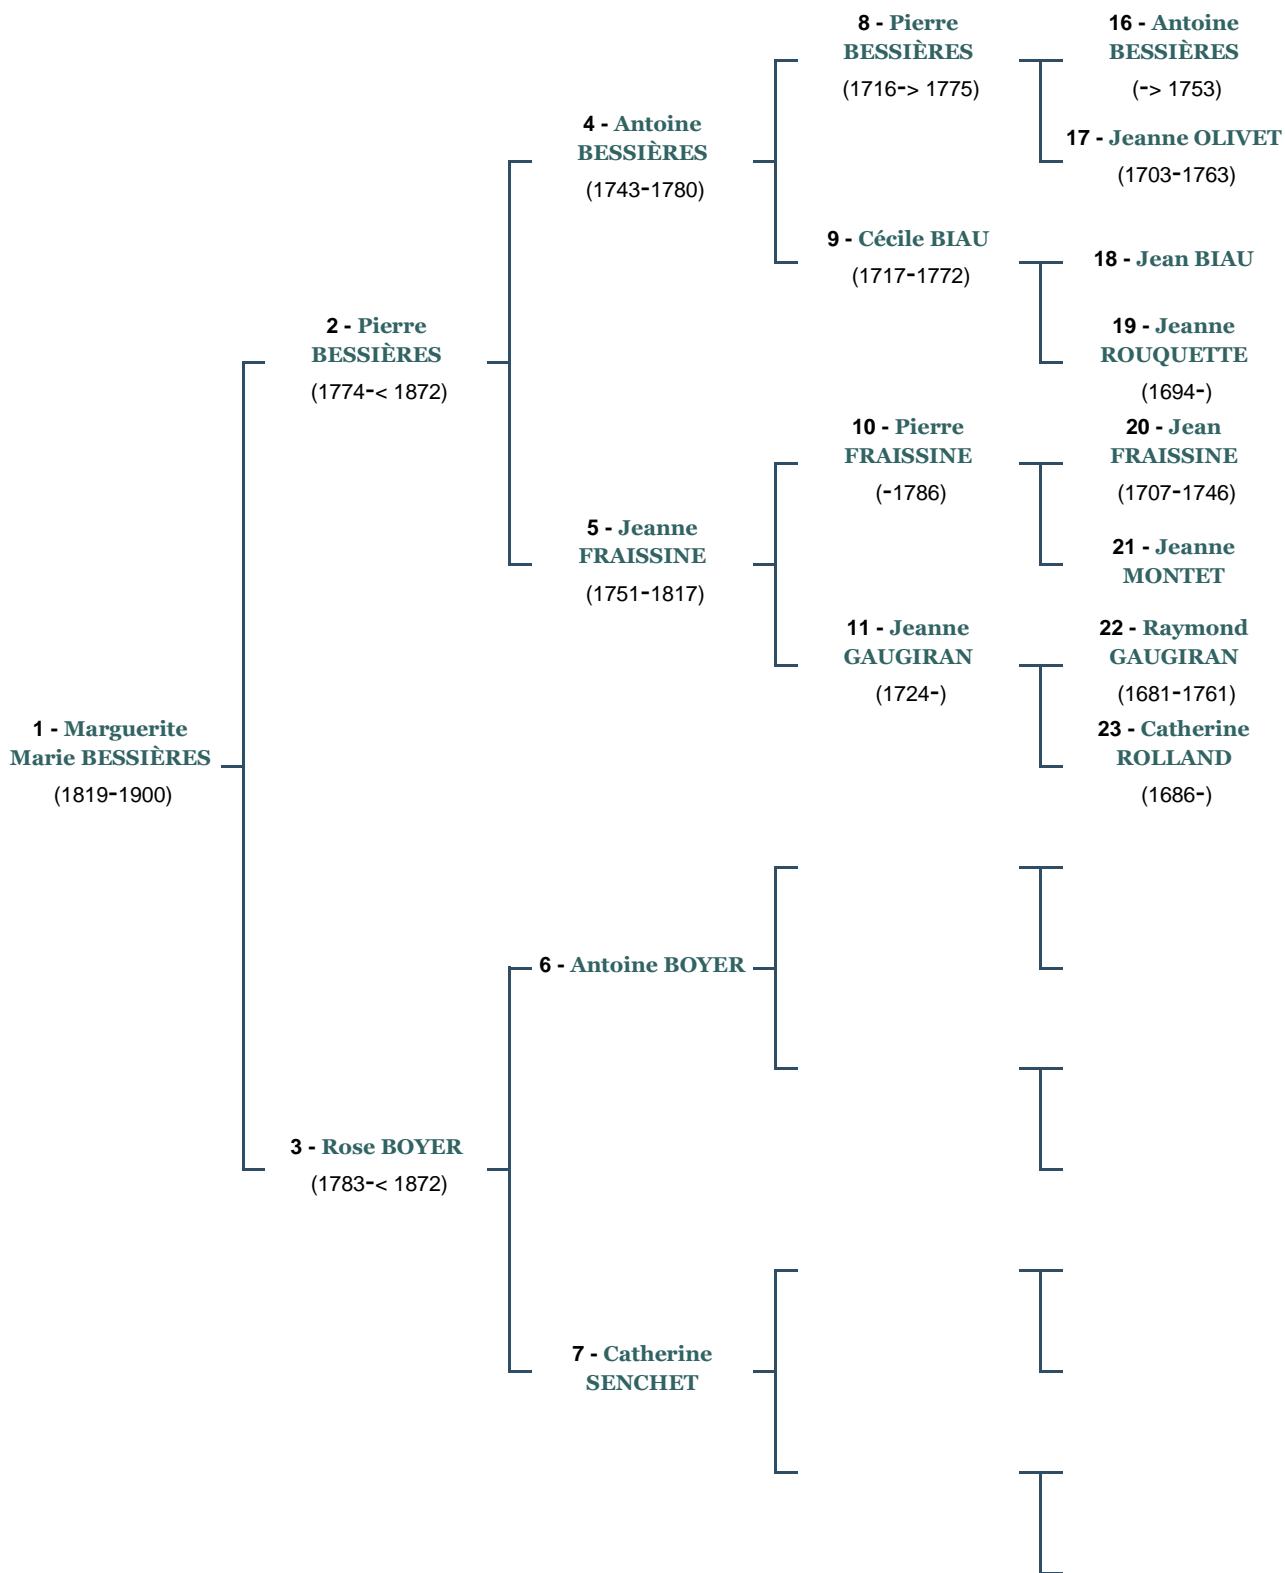 8 - Pierre
BESSIÈRES
(1716-> 1775)
16 - Antoine
BESSIÈRES
(-> 1753)
4 - Antoine
BESSIÈRES
(1743-1780)
17 - Jeanne OLIVET
(1703-1763)
9 - Cécile BIAU
(1717-1772)
18 - Jean BIAU
2 - Pierre
BESSIÈRES
(1774-< 1872)
19 - Jeanne
ROUQUETTE
(1694-)
10 - Pierre
FRAISSINE
(-1786)
20 - Jean
FRAISSINE
(1707-1746)
5 - Jeanne
FRAISSINE
(1751-1817)
21 - Jeanne
MONTET
11 - Jeanne
GAUGIRAN
(1724-)
22 - Raymond
GAUGIRAN
(1681-1761)
1 - Marguerite
Marie BESSIÈRES
(1819-1900)
23 - Catherine
ROLLAND
(1686-)
6 - Antoine BOYER
3 - Rose BOYER
(1783-< 1872)
7 - Catherine
SENCHET